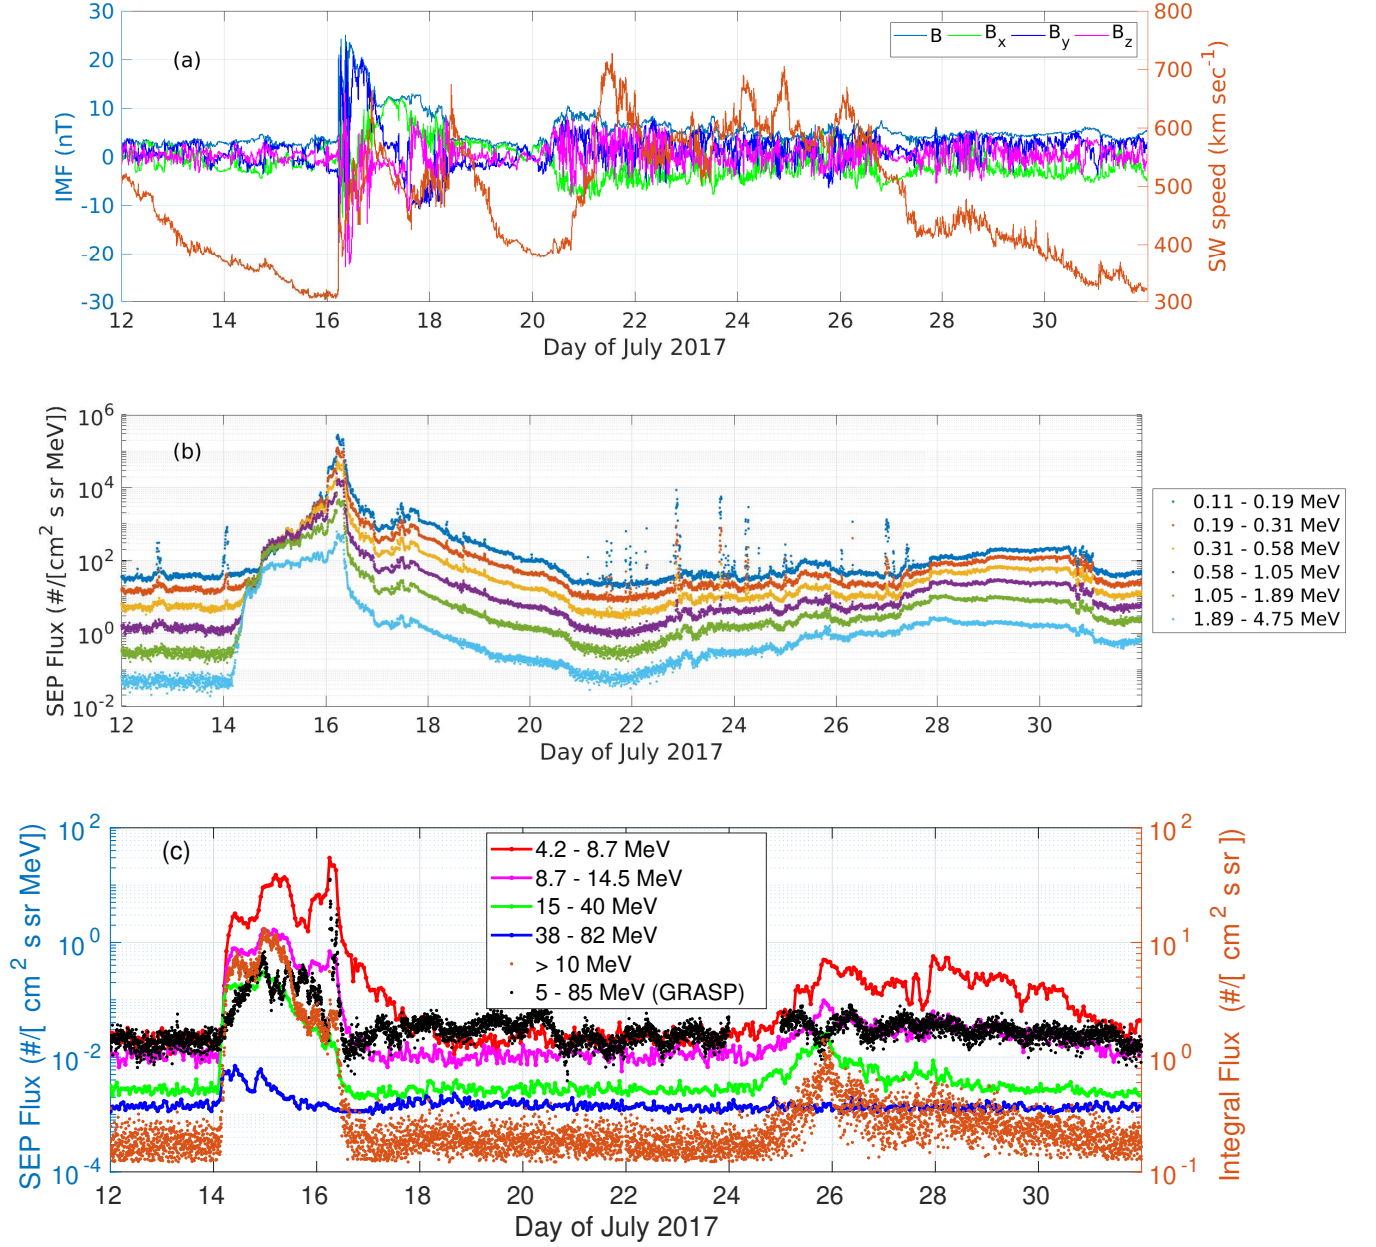 30
20
10
0
-10
-20
-30
IMF (nT)
(a)
B B_x B_y B_z
800
700
600
500
400
300
SW speed (km sec^-1)
12 14 16 18 20 22 24 26 28 30
Day of July 2017
10^6
10^4
10^2
10^0
10^-2
SEP Flux (#/[cm^2 s sr MeV])
(b)
0.11 - 0.19 MeV
0.19 - 0.31 MeV
0.31 - 0.58 MeV
0.58 - 1.05 MeV
1.05 - 1.89 MeV
1.89 - 4.75 MeV
12 14 16 18 20 22 24 26 28 30
Day of July 2017
10^2
10^0
10^-2
10^-4
SEP Flux (#/[ cm^2 s sr MeV])
(c)
4.2 - 8.7 MeV
8.7 - 14.5 MeV
15 - 40 MeV
38 - 82 MeV
> 10 MeV
5 - 85 MeV (GRASP)
10^2
10^1
10^0
10^-1
Integral Flux (#/[ cm^2 s sr ])
12 14 16 18 20 22 24 26 28 30
Day of July 2017